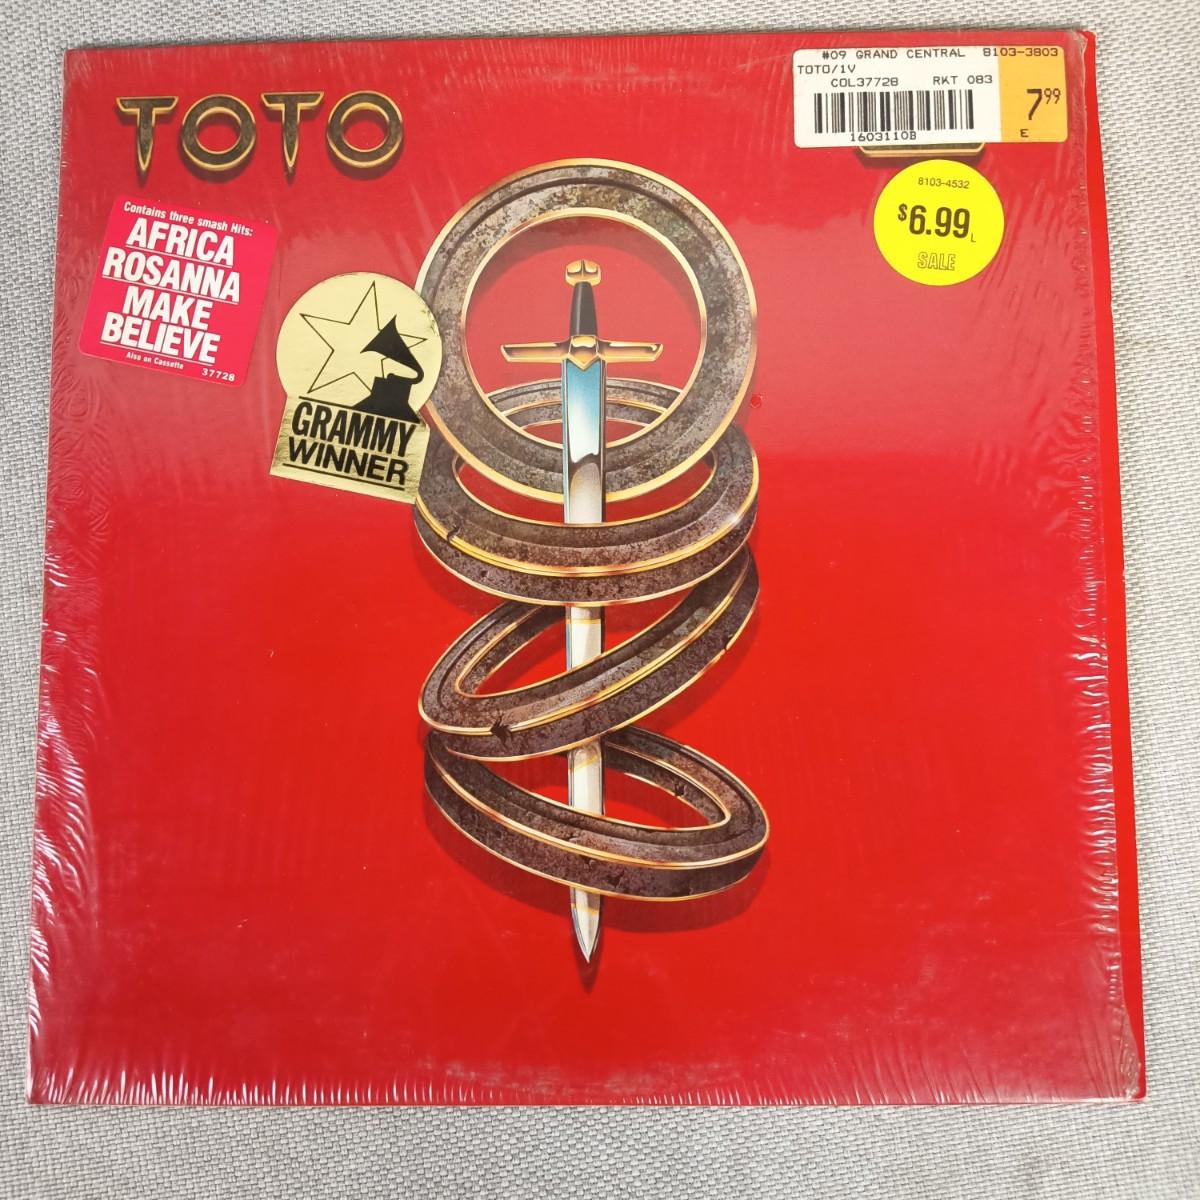 TOTO
#09 GRAND CENTRAL 8103-3803
TOTO/1V
COL37728 RKT 083
1603110B
7.99
E
8103-4532
$6.99 L
SALE
Contains three smash Hits:
AFRICA
ROSANNA
MAKE
BELIEVE
Also on Cassette
37728
GRAMMY
WINNER